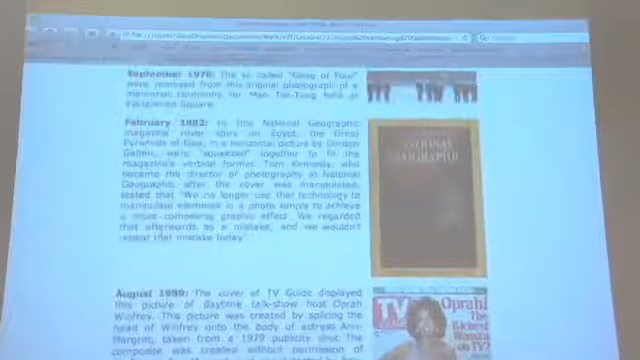 September 1976: The so called "Gang of Four"
were removed from this original photograph of a
memorial ceremony for Mao Tse-Tung held at
Tiananmen Square.
February 1982: In this National Geographic
magazine cover story on Egypt, the Great
Pyramids of Giza, in a horizontal picture by Gordon
were "squeezed" together to fit the
magazine's vertical format. Tom Kennedy, who
became the director of photography at National
Geographic after the cover was manipulated,
stated that "We no longer use that technology to
manipulate elements in a photo simply to achieve
a more compelling graphic effect. We regarded
that afterwards as a mistake, and we wouldn't
repeat that mistake today".
NATIONAL
GEOGRAPHIC
August 1989: The cover of TV Guide displayed
this picture of daytime talk-show host Oprah
Winfrey. This picture was created by splicing the
head of Winfrey onto the body of actress Ann-
Margret, taken from a 1979 publicity shot. The
composite was created without permission of
TV
Oprah!
The
Richest
Woman
on TV?